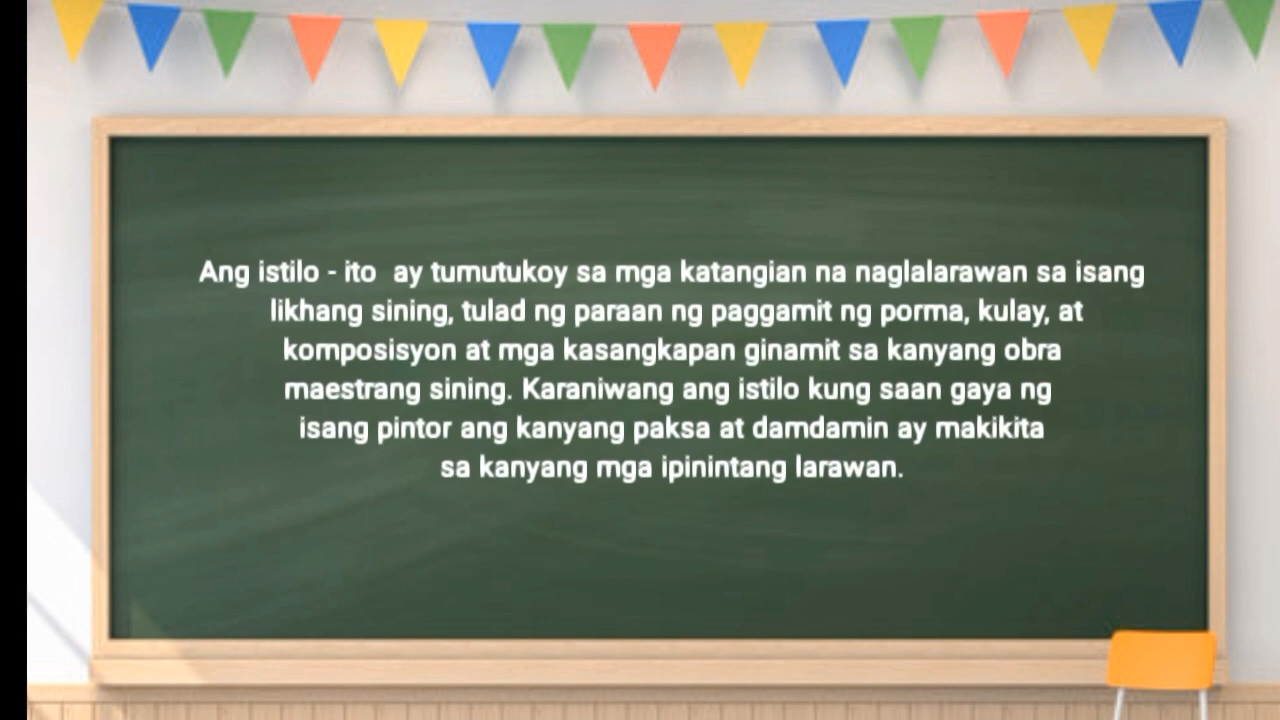 Ang istilo - ito  ay tumutukoy sa mga katangian na naglalarawan sa isang
likhang sining, tulad ng paraan ng paggamit ng porma, kulay, at
komposisyon at mga kasangkapan ginamit sa kanyang obra
maestrang sining. Karaniwang ang istilo kung saan gaya ng
isang pintor ang kanyang paksa at damdamin ay makikita
sa kanyang mga ipinintang larawan.